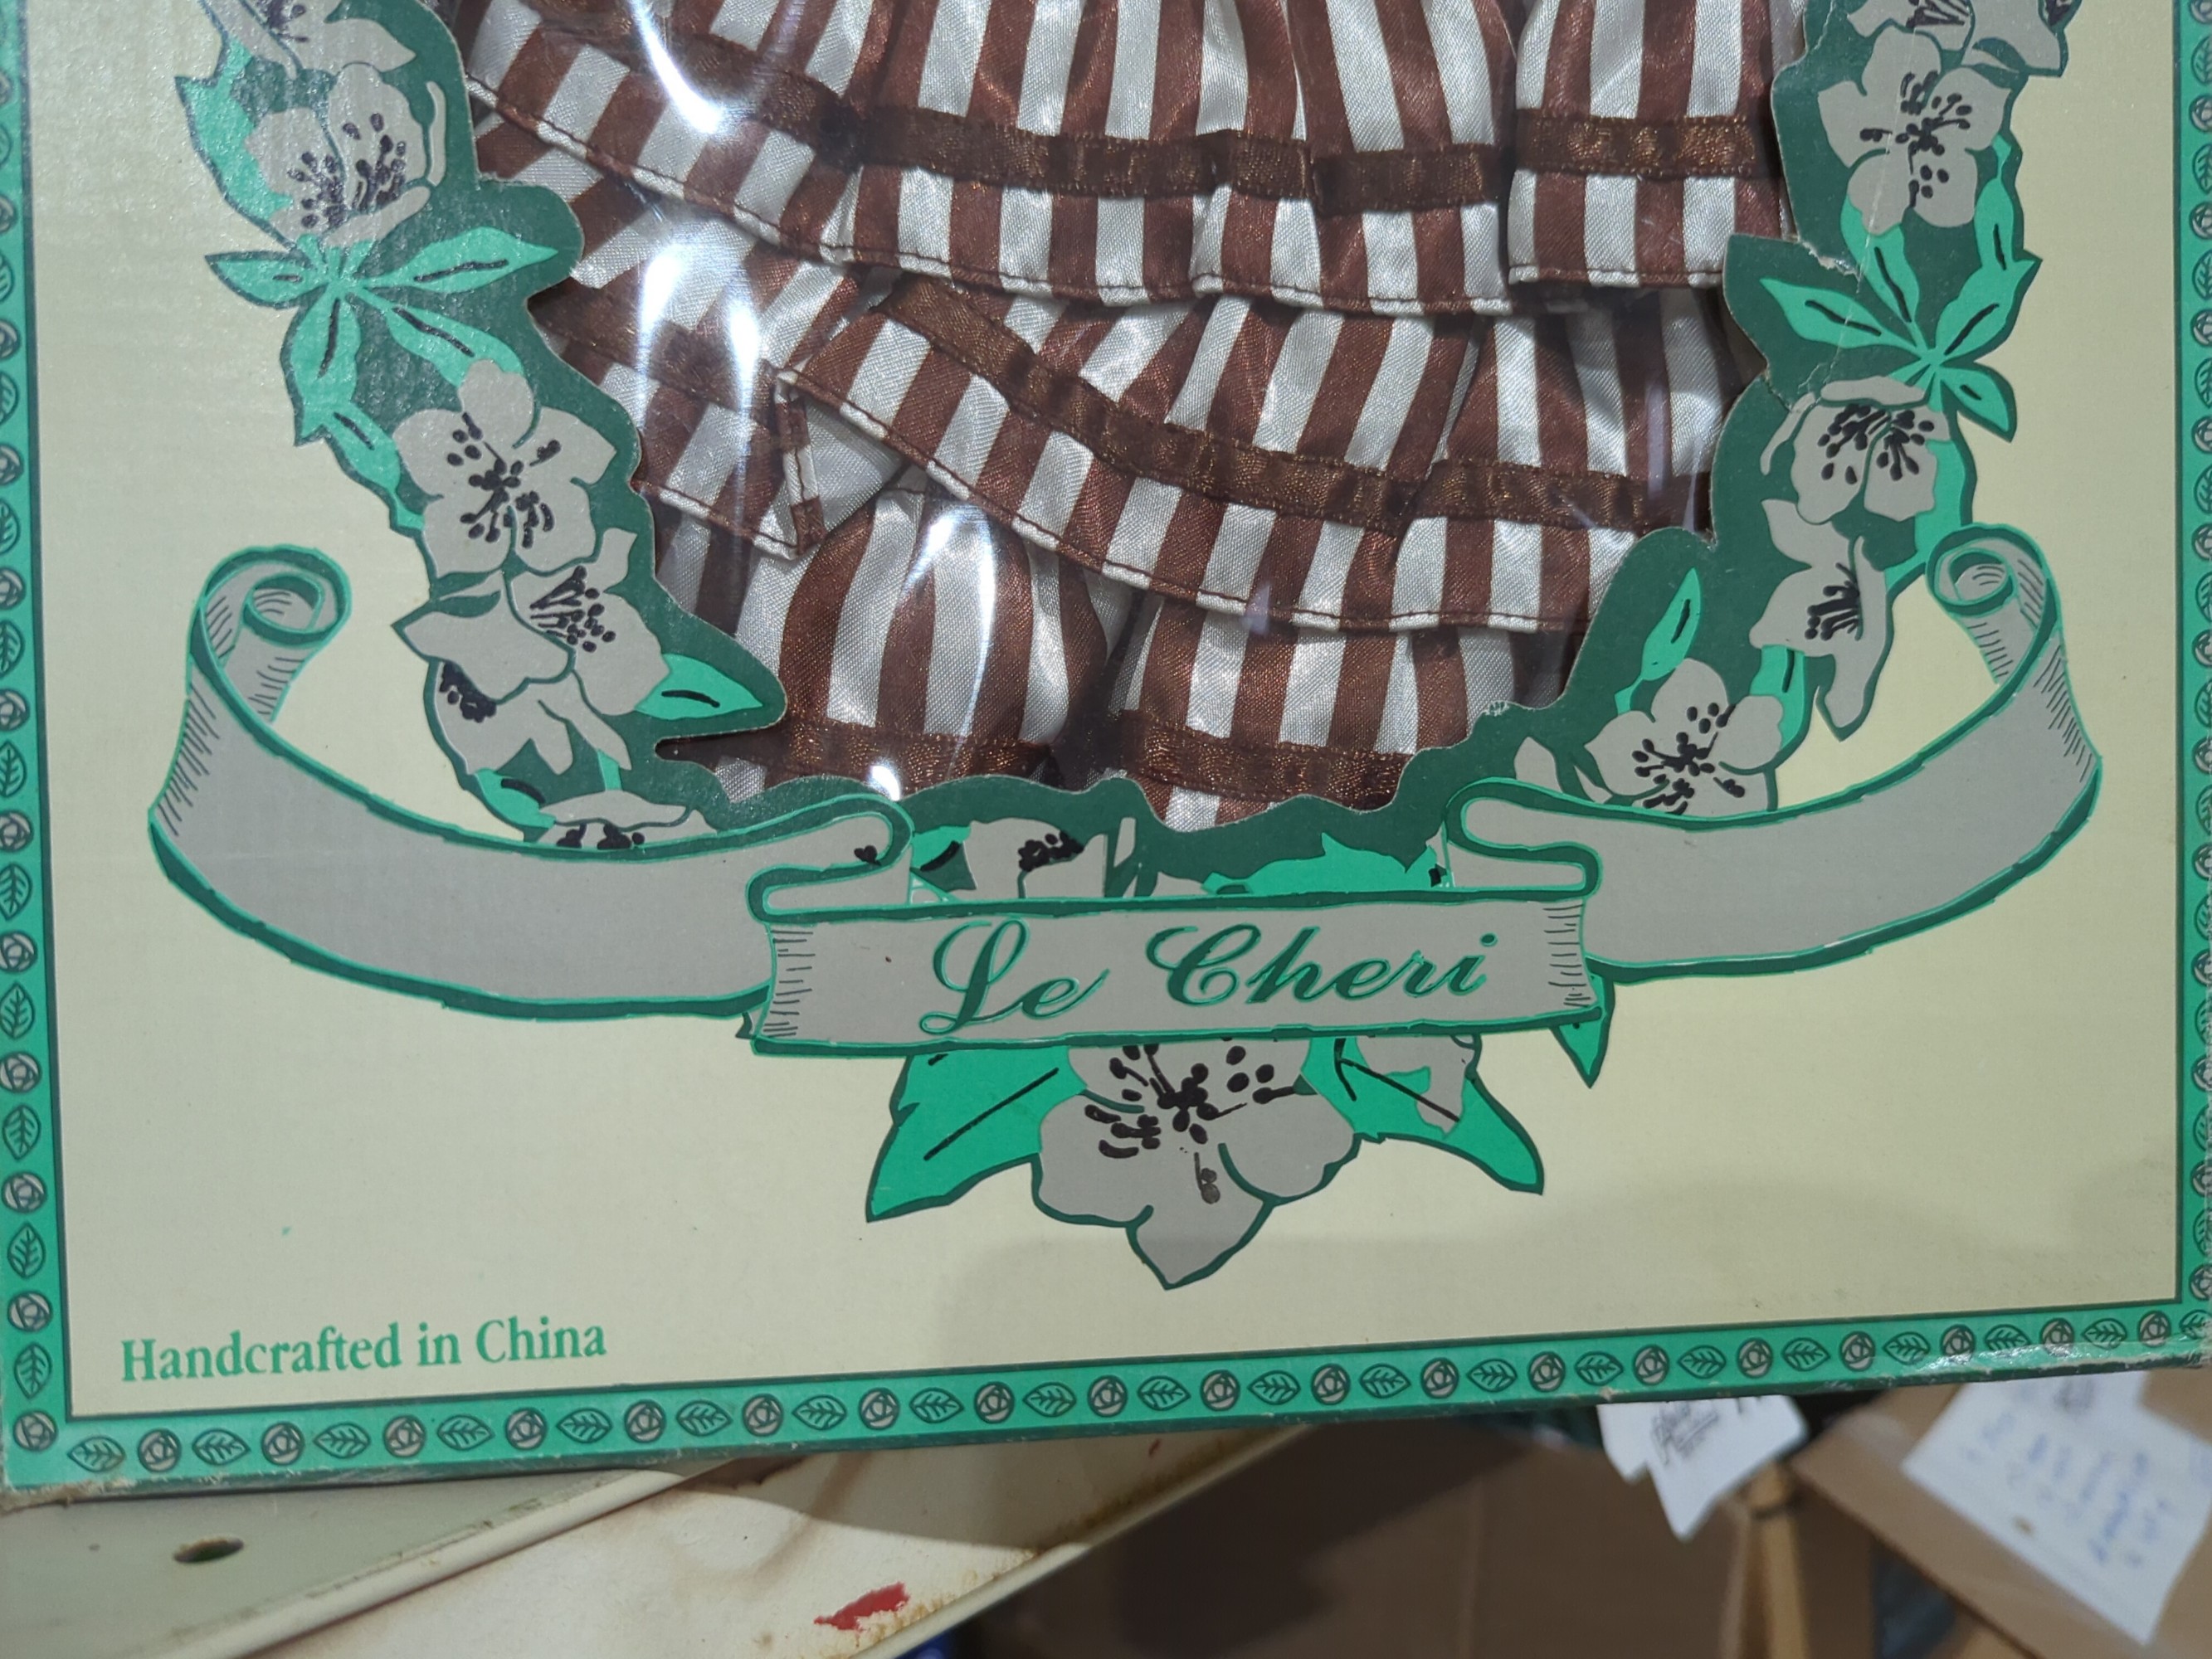 Le Cheri
Handcrafted in China